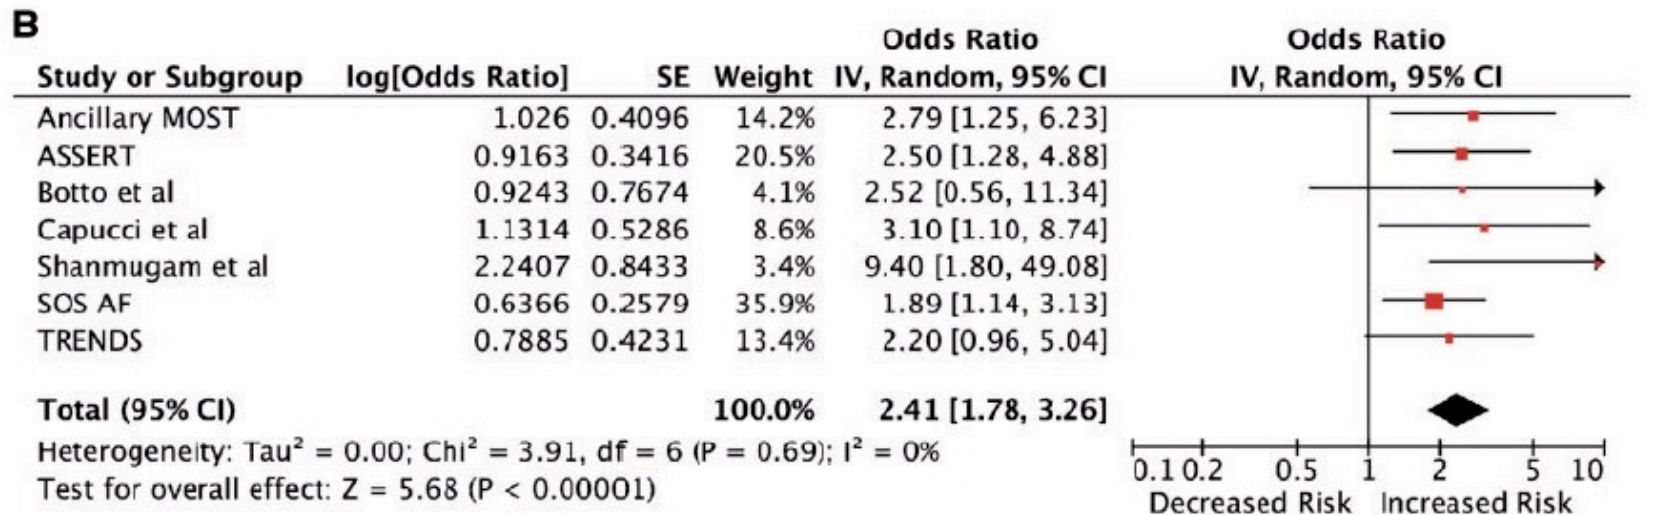 B
Odds Ratio Odds Ratio
Study or Subgroup log[Odds Ratio] SE Weight IV, Random, 95% CI IV, Random, 95% CI
Ancillary MOST 1.026 0.4096 14.2% 2.79 [1.25, 6.23]
ASSERT 0.9163 0.3416 20.5% 2.50 [1.28, 4.88]
Botto et al 0.9243 0.7674 4.1% 2.52 [0.56, 11.34]
Capucci et al 1.1314 0.5286 8.6% 3.10 [1.10, 8.74]
Shanmugam et al 2.2407 0.8433 3.4% 9.40 [1.80, 49.08]
SOS AF 0.6366 0.2579 35.9% 1.89 [1.14, 3.13]
TRENDS 0.7885 0.4231 13.4% 2.20 [0.96, 5.04]
Total (95% CI) 100.0% 2.41 [1.78, 3.26]
Heterogeneity: Tau² = 0.00; Chi² = 3.91, df = 6 (P = 0.69); I² = 0%
Test for overall effect: Z = 5.68 (P < 0.00001)
0.1 0.2 0.5 1 2 5 10
Decreased Risk Increased Risk